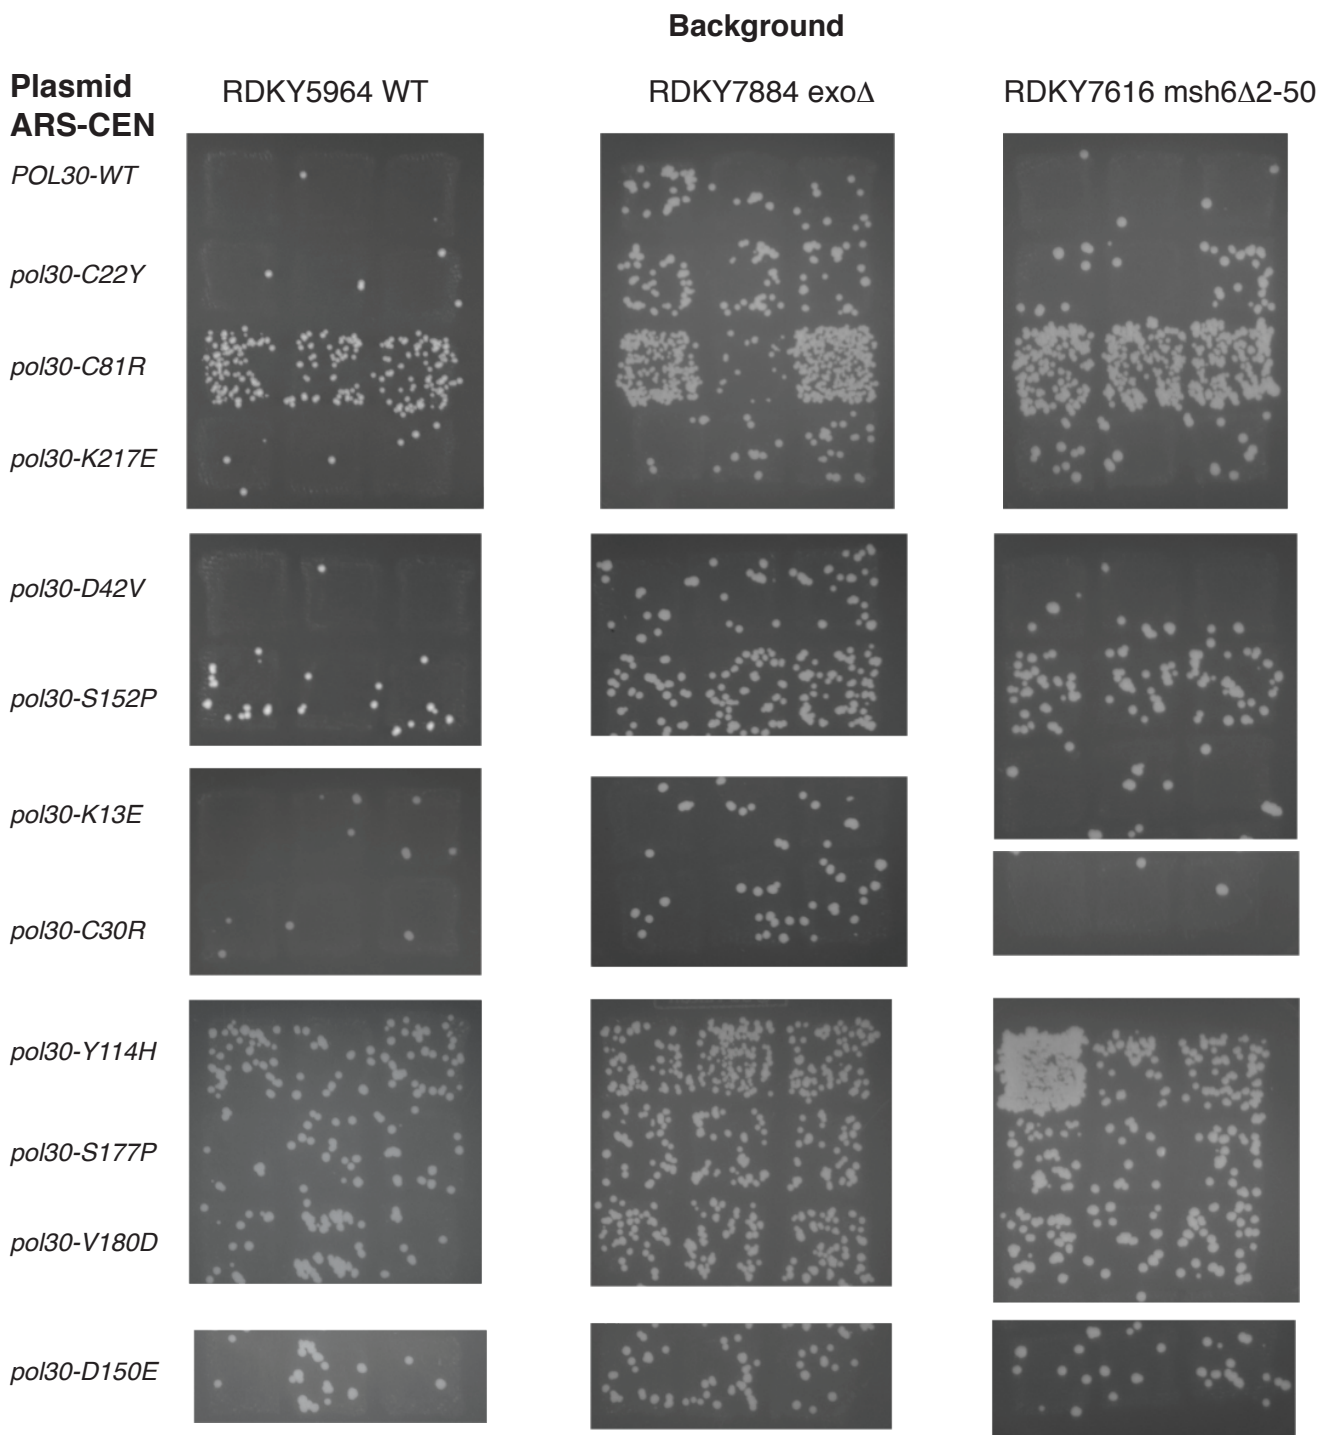 Background
Plasmid
ARS-CEN
RDKY5964 WT
RDKY7884 exoΔ
RDKY7616 msh6Δ2-50
POL30-WT
pol30-C22Y
pol30-C81R
pol30-K217E
pol30-D42V
pol30-S152P
pol30-K13E
pol30-C30R
pol30-Y114H
pol30-S177P
pol30-V180D
pol30-D150E